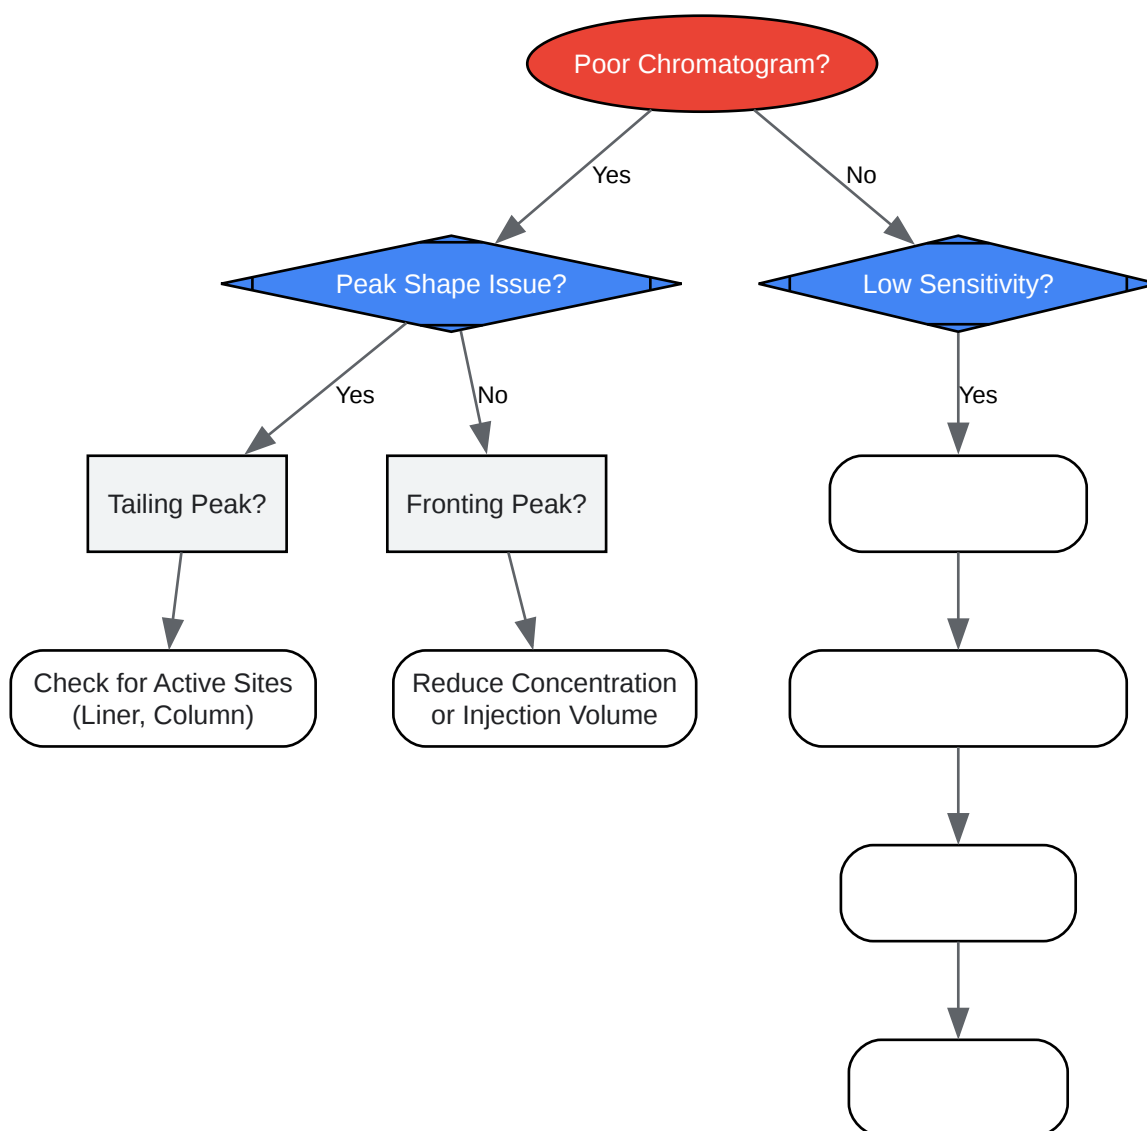 Poor Chromatogram?
Yes
No
Peak Shape Issue?
Low Sensitivity?
Yes
No
Yes
Tailing Peak?
Fronting Peak?
Check for Active Sites
(Liner, Column)
Reduce Concentration
or Injection Volume